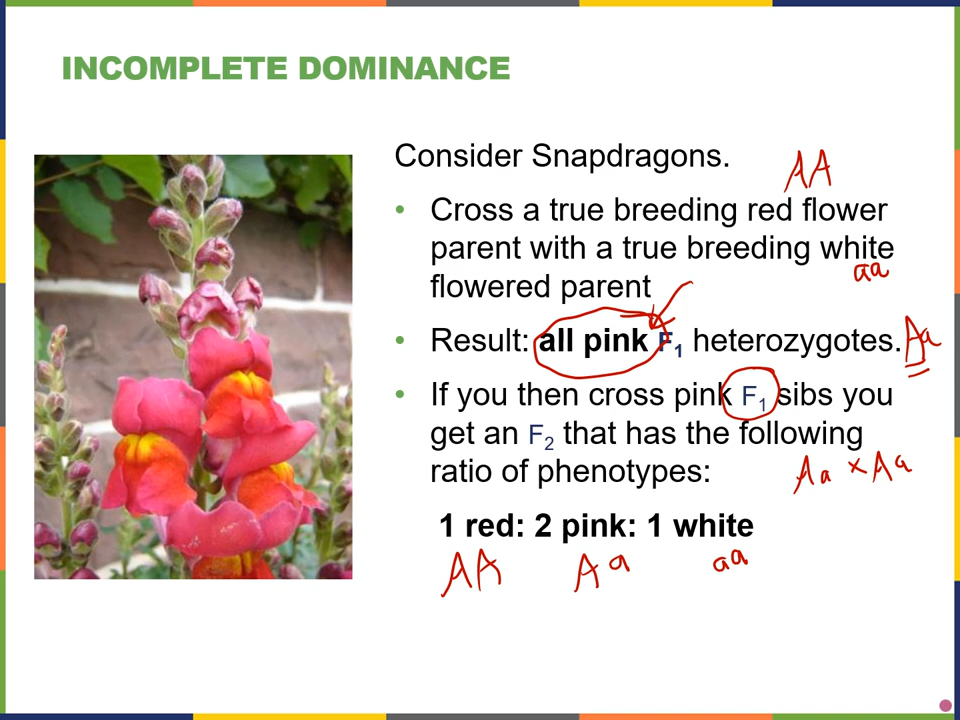 INCOMPLETE DOMINANCE
Consider Snapdragons.
AA
• Cross a true breeding red flower
parent with a true breeding white
aa
flowered parent
• Result: all pink F₁ heterozygotes. Aa
• If you then cross pink F₁ sibs you
get an F₂ that has the following
ratio of phenotypes:
Aa × Aa
1 red: 2 pink: 1 white
AA Aa aa